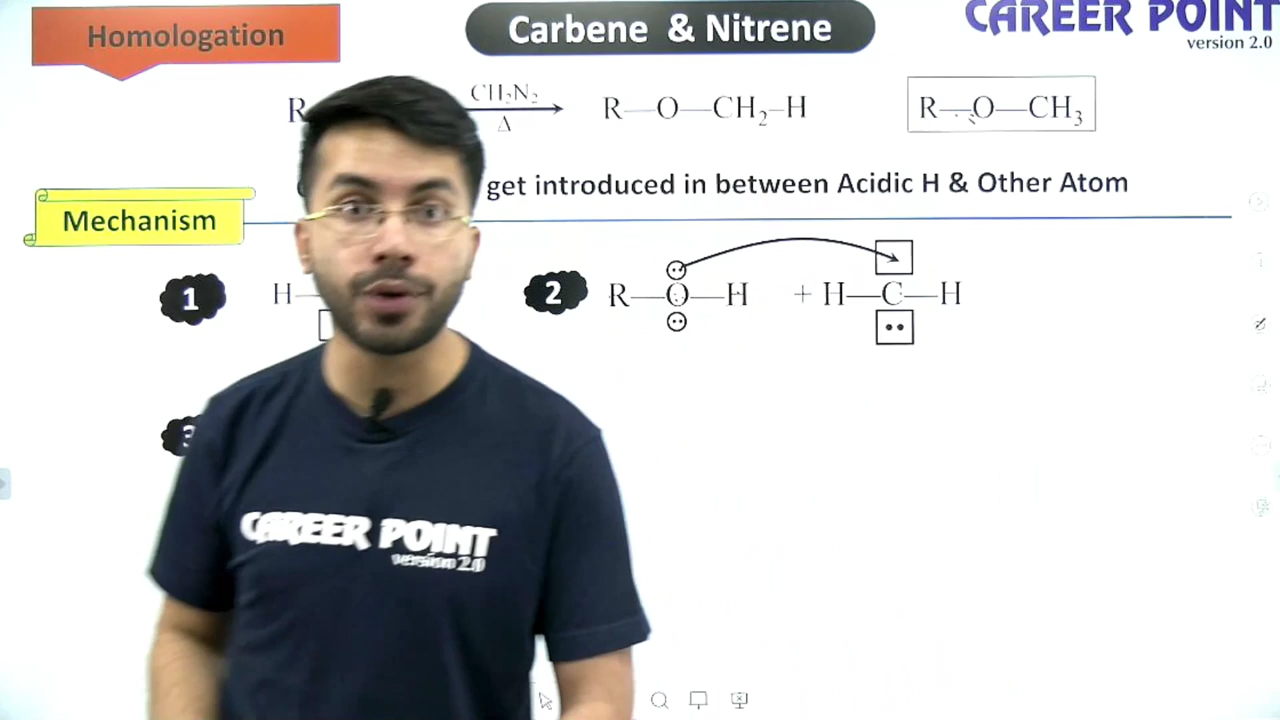 Homologation
Carbene & Nitrene
CAREER POINT
version 2.0
R
CH₂N₂
Δ
R—O—CH₂–H
R—O—CH₃
get introduced in between Acidic H & Other Atom
Mechanism
1
H—
2
R—O—H + H—C—H
3
CAREER POINT
version 2.0